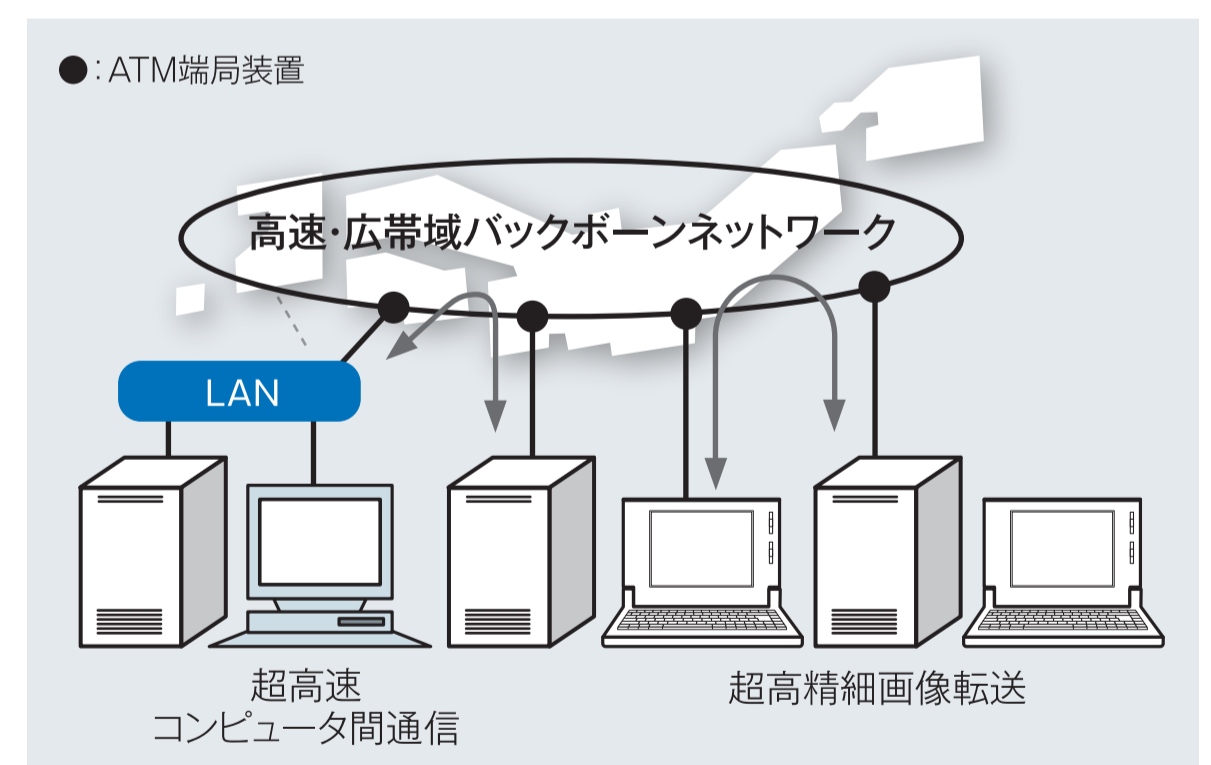 ●：ATM端局装置
高速・広帯域バックボーンネットワーク
LAN
超高速
コンピュータ間通信
超高精細画像転送